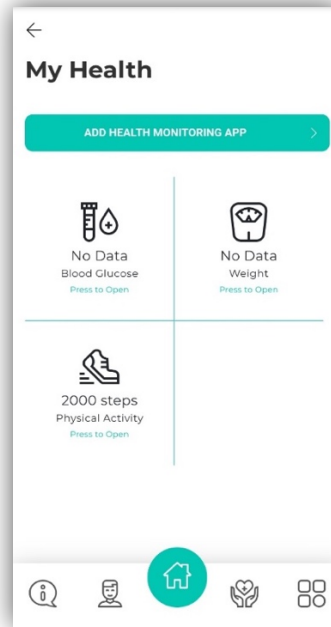 My Health
ADD HEALTH MONITORING APP
No Data
Blood Glucose
Press to Open
No Data
Weight
Press to Open
2000 steps
Physical Activity
Press to Open